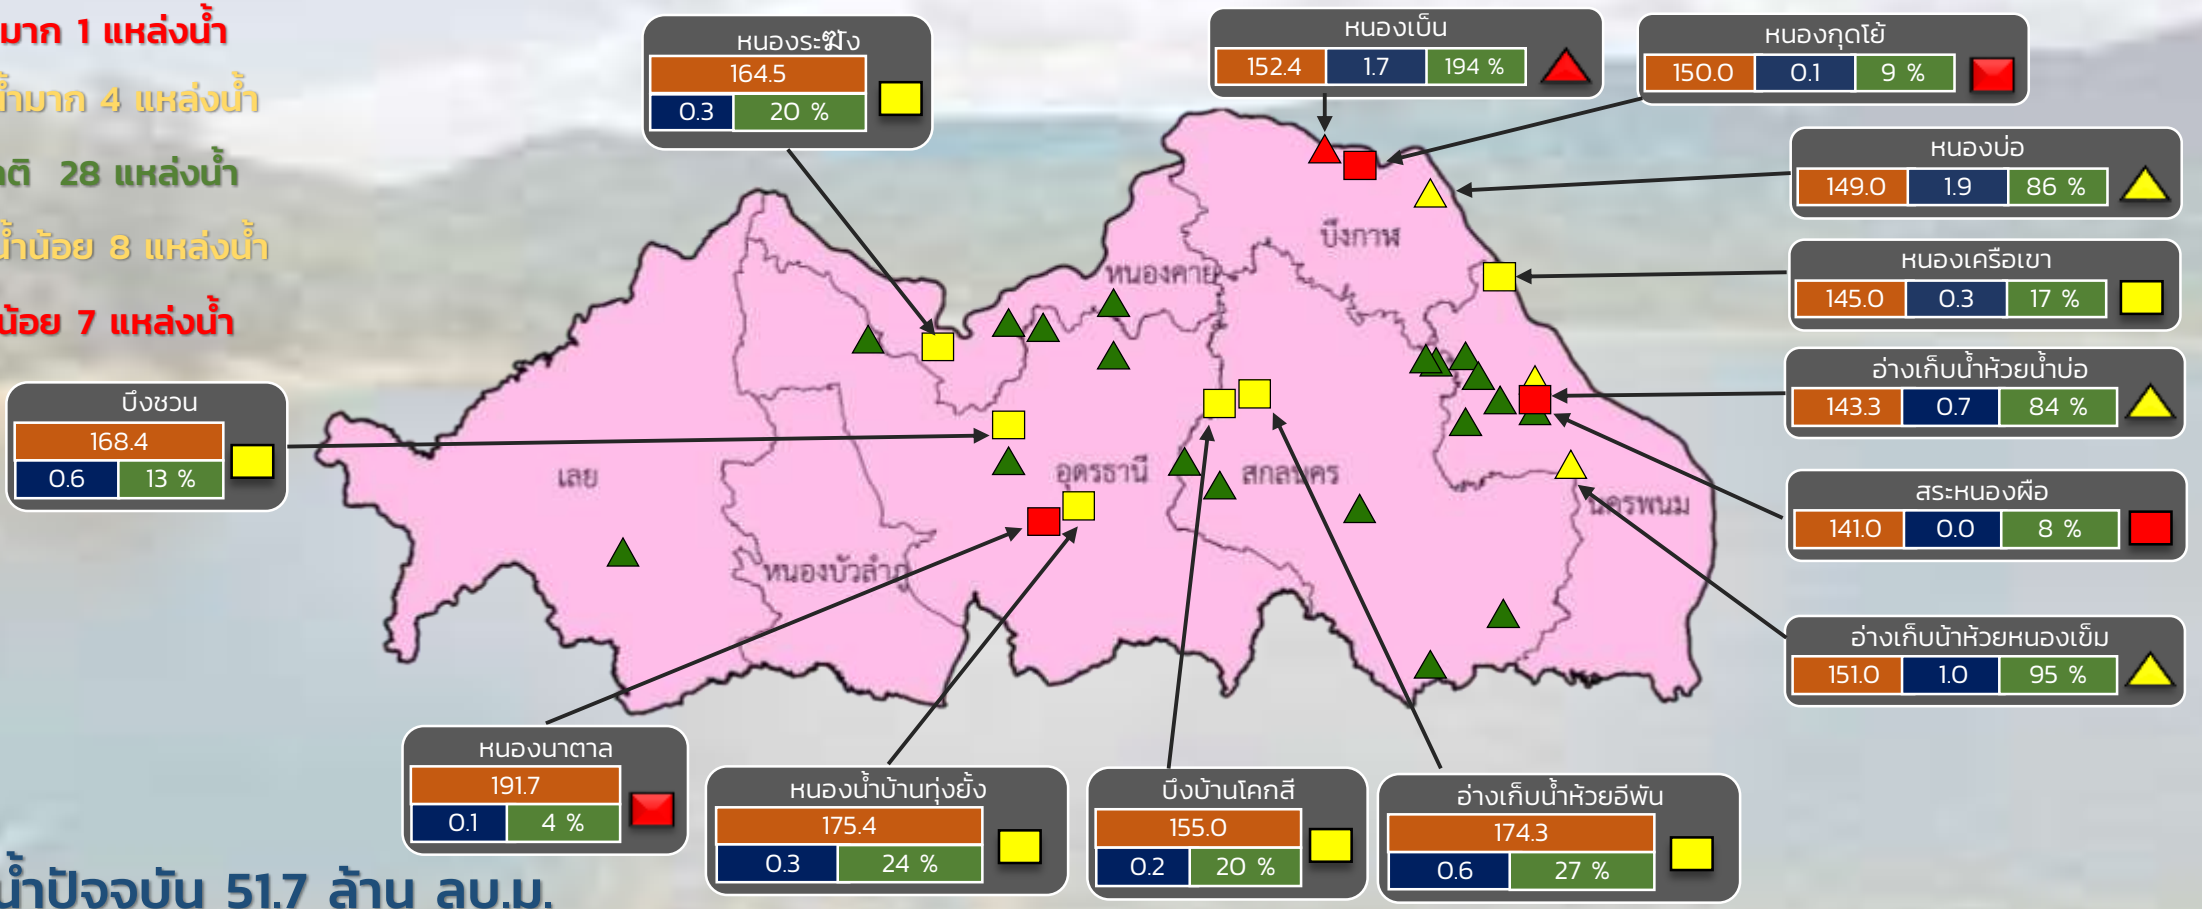 มาก 1 แหล่งน้ำ
น้ำมาก 4 แหล่งน้ำ
28 แหล่งน้ำ
น้ำน้อย 8 แหล่งน้ำ
น้อย 7 แหล่งน้ำ
หนองระฆัง
164.5
0.3 20 %
หนองเบ็น
152.4 1.7 194 %
หนองกุดโย้
150.0 0.1 9 %
หนองบ่อ
149.0 1.9 86 %
หนองเครือเขา
145.0 0.3 17 %
อ่างเก็บน้ำห้วยน้ำบ่อ
143.3 0.7 84 %
สระหนองผือ
141.0 0.0 8 %
อ่างเก็บน้ำห้วยหนองเข็ม
151.0 1.0 95 %
บึงชวน
168.4
0.6 13 %
บึงกาฬ
หนองคาย
เลย
อุดรธานี
สกลนคร
นครพนม
หนองบัวลำภู
หนองนาตาล
191.7
0.1 4 %
หนองน้ำบ้านทุ่งยั้ง
175.4
0.3 24 %
บึงบ้านโคกสี
155.0
0.2 20 %
อ่างเก็บน้ำห้วยอีพัน
174.3
0.6 27 %
น้ำปัจจุบัน 51.7 ล้าน ลบ.ม.